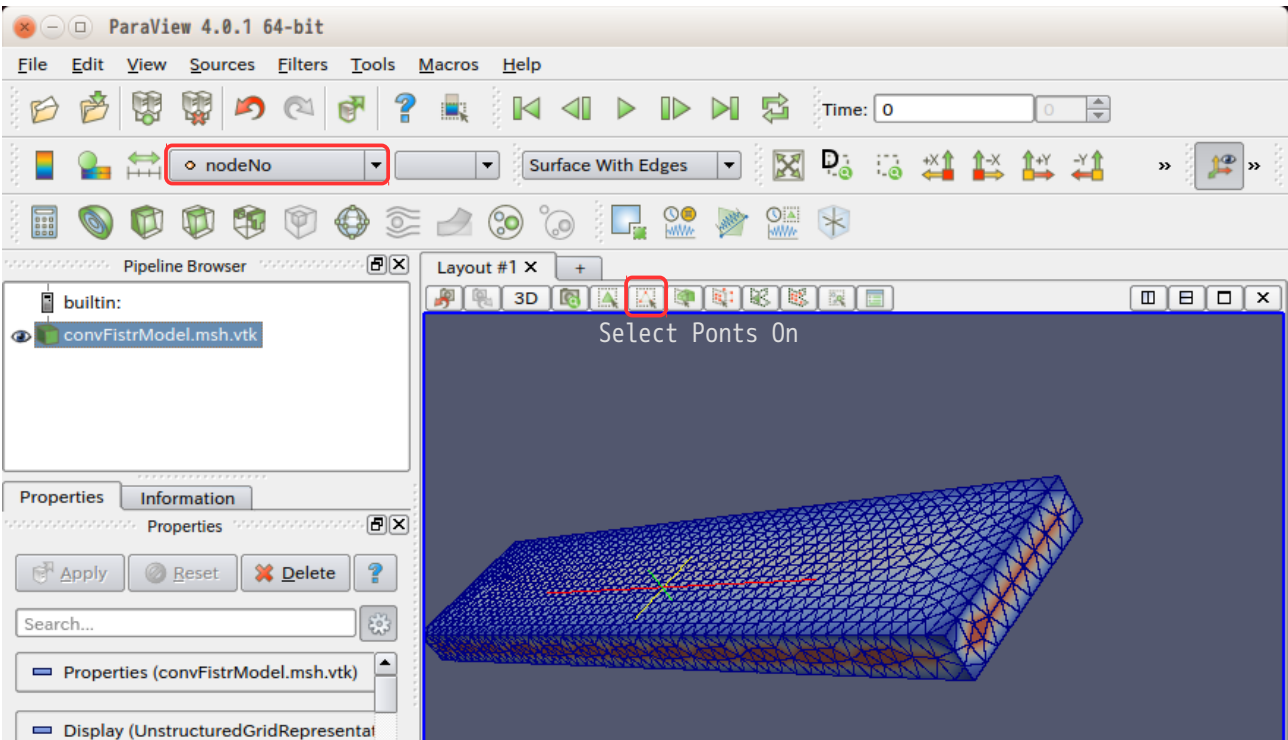 ParaView 4.0.1 64-bit
File Edit View Sources Filters Tools Macros Help
Time: 0 0
nodeNo Surface With Edges
+X -X +Y -Y » »
Pipeline Browser
Layout #1 +
3D
builtin:
Select Ponts On
convFistrModel.msh.vtk
Properties Information
Properties
Apply Reset Delete ?
Search...
Properties (convFistrModel.msh.vtk)
Display (UnstructuredGridRepresentat